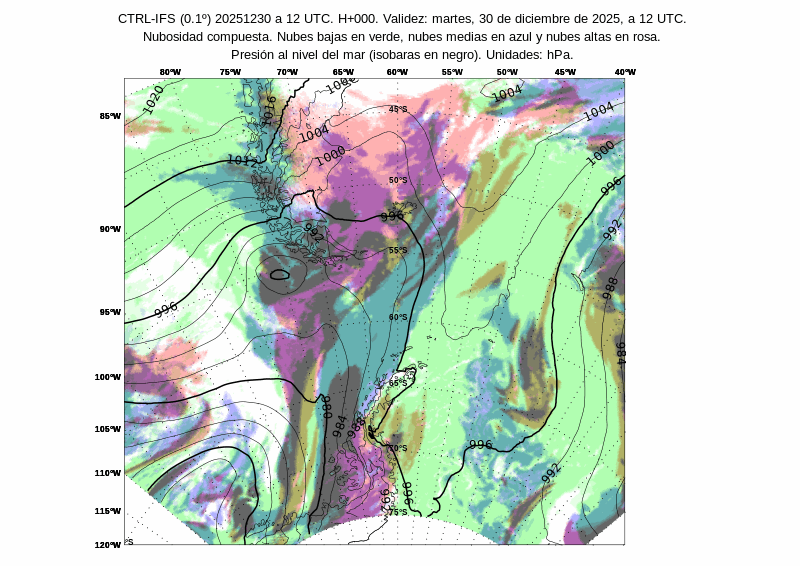 CTRL-IFS (0.1º) 20251230 a 12 UTC. H+000. Validez: martes, 30 de diciembre de 2025, a 12 UTC.
Nubosidad compuesta. Nubes bajas en verde, nubes medias en azul y nubes altas en rosa.
Presión al nivel del mar (isobaras en negro). Unidades: hPa.
80ºW 75ºW 70ºW 65ºW 60ºW 55ºW 50ºW 45ºW 40ºW
1020
1016
1004
1004
45ºS
85ºW
1004
1000
1000
1012
50ºS
996
996
90ºW
992
992
55ºS
988
996
95ºW
60ºS
984
100ºW
65ºS
980
984
988
105ºW
996
70ºS
110ºW
992
992
996
115ºW
75ºS
120ºW
ºS